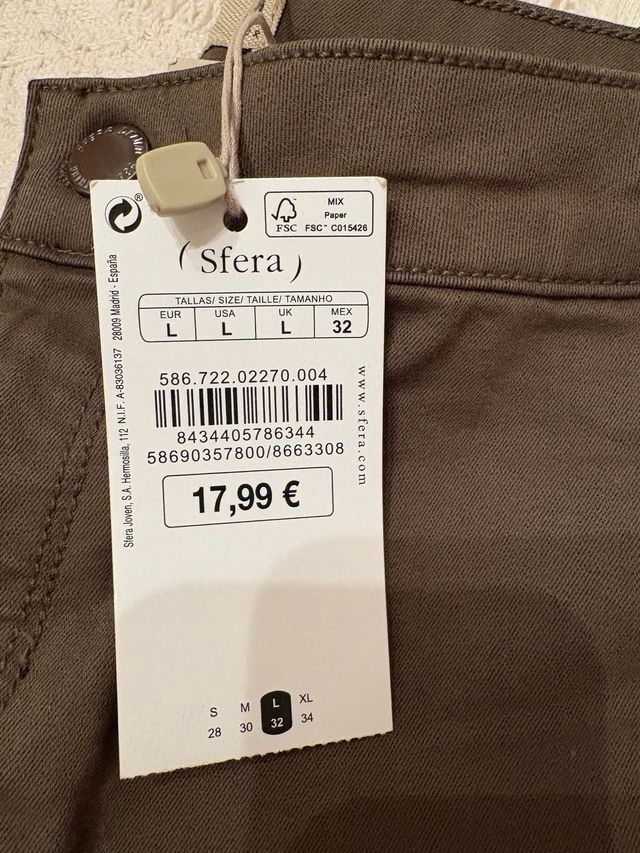 SFERA
®
MIX
Paper
FSC
FSC™ C015426
( Sfera )
TALLAS/ SIZE/ TAILLE/ TAMANHO
EUR USA UK MEX
L L L 32
586.722.02270.004
8434405786344
58690357800/8663308
17,99 €
www.sfera.com
Sfera Joven, S.A. Hermosilla, 112 N.I.F. A-83036137 28009 Madrid - España
S M L XL
28 30 32 34